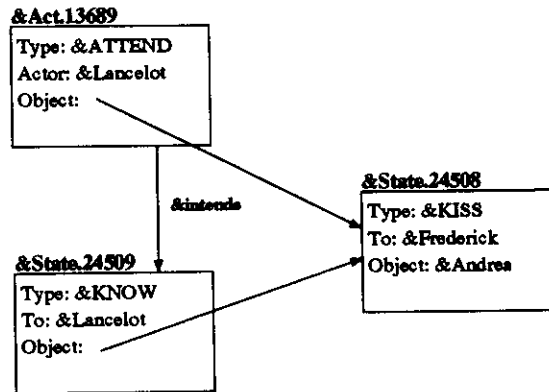 &Act.13689
Type: &ATTEND
Actor: &Lancelot
Object:
&intends
&State.24508
Type: &KISS
To: &Frederick
Object: &Andrea
&State.24509
Type: &KNOW
To: &Lancelot
Object: